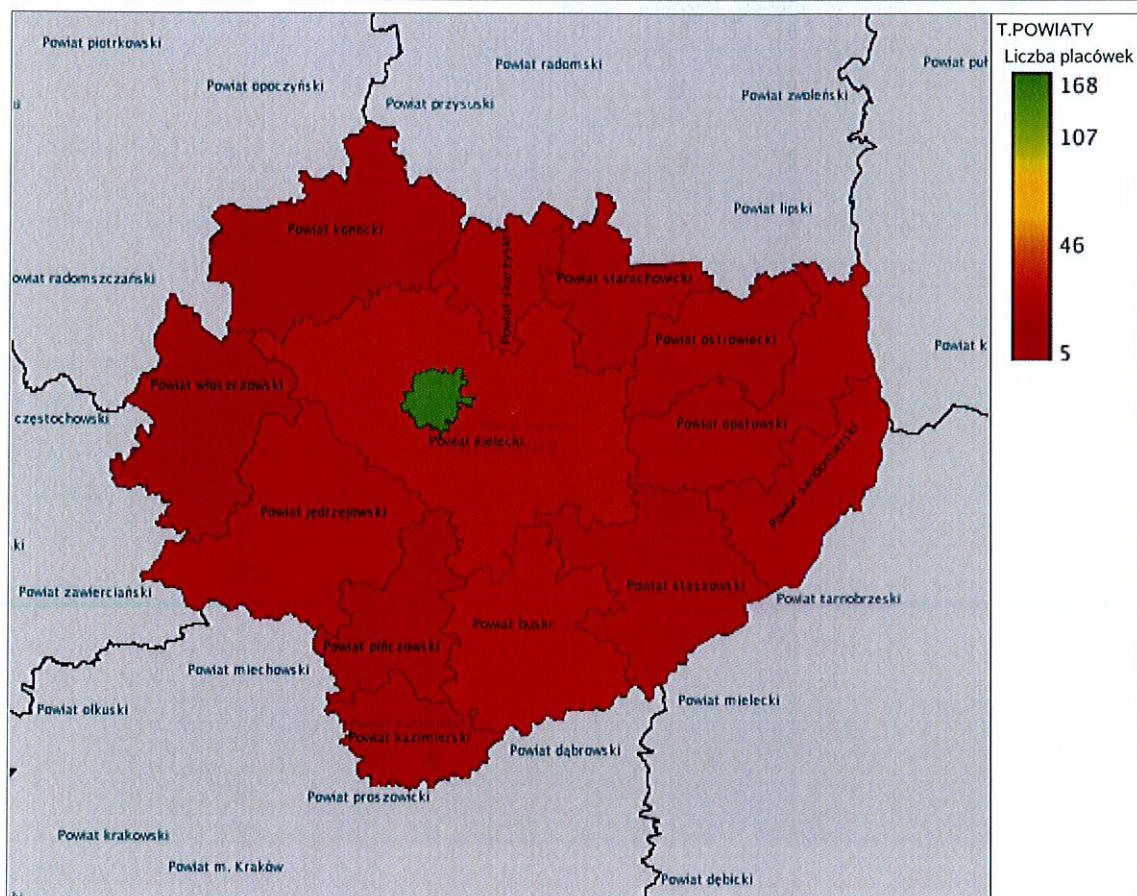 T.POWIATY
Liczba placówek
168
107
46
5
Powiat piotrkowski
Powiat opoczyński
Powiat radomski
Powiat puł
Powiat przysuski
Powiat zwoleński
Powiat lipski
Powiat konecki
Powiat skarżyski
Powiat starachowicki
owiat radomszczański
Powiat ostrowiecki
Powiat k
Powiat włoszczowski
częstochowski
Powiat opatowski
Powiat kielecki
Powiat sandomierski
Powiat jędrzejowski
ki
Powiat zawierciański
Powiat staszowski
Powiat tarnobrzeski
Powiat buski
Powiat pińczowski
Powiat miechowski
Powiat olkuski
Powiat mielecki
Powiat kazimierski
Powiat dąbrowski
Powiat proszowicki
Powiat krakowski
Powiat m. Kraków
Powiat dębicki